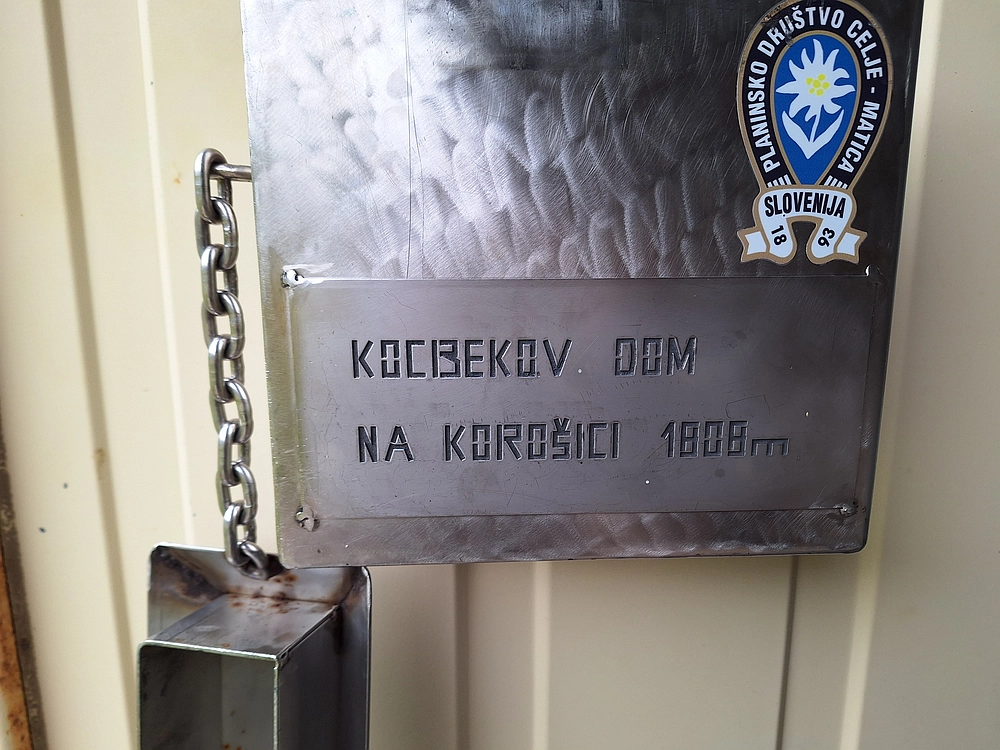 PLANINSKO DRUŠTVO CELJE - MATICA
SLOVENIJA
18 93
KOCBEKOV DOM
NA KOROŠICI 1808m